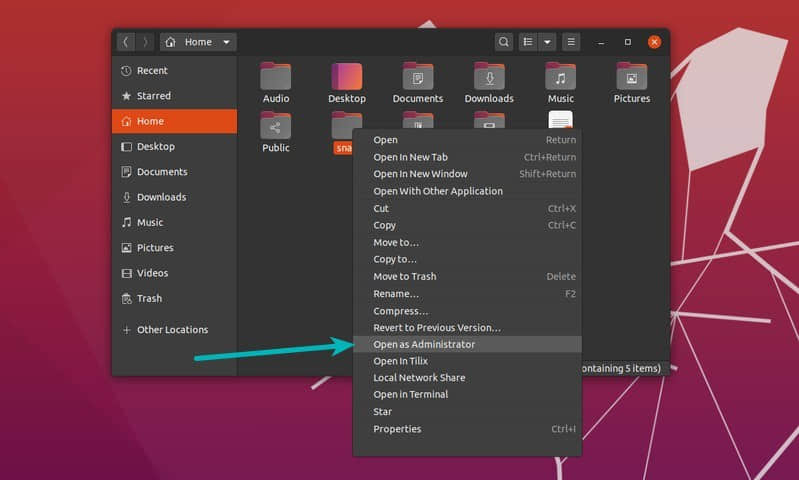 Home
Recent
Starred
Home
Desktop
Documents
Downloads
Music
Pictures
Videos
Trash
Other Locations
Audio
Desktop
Documents
Downloads
Music
Pictures
Public
Open Return
Open In New Tab Ctrl+Return
Open In New Window Shift+Return
Open With Other Application
Cut Ctrl+X
Copy Ctrl+C
Move to…
Copy to…
Move to Trash Delete
Rename… F2
Compress…
Revert to Previous Version…
Open as Administrator
Open In Tilix
Local Network Share
Open in Terminal
Star
Properties Ctrl+I
5 items)